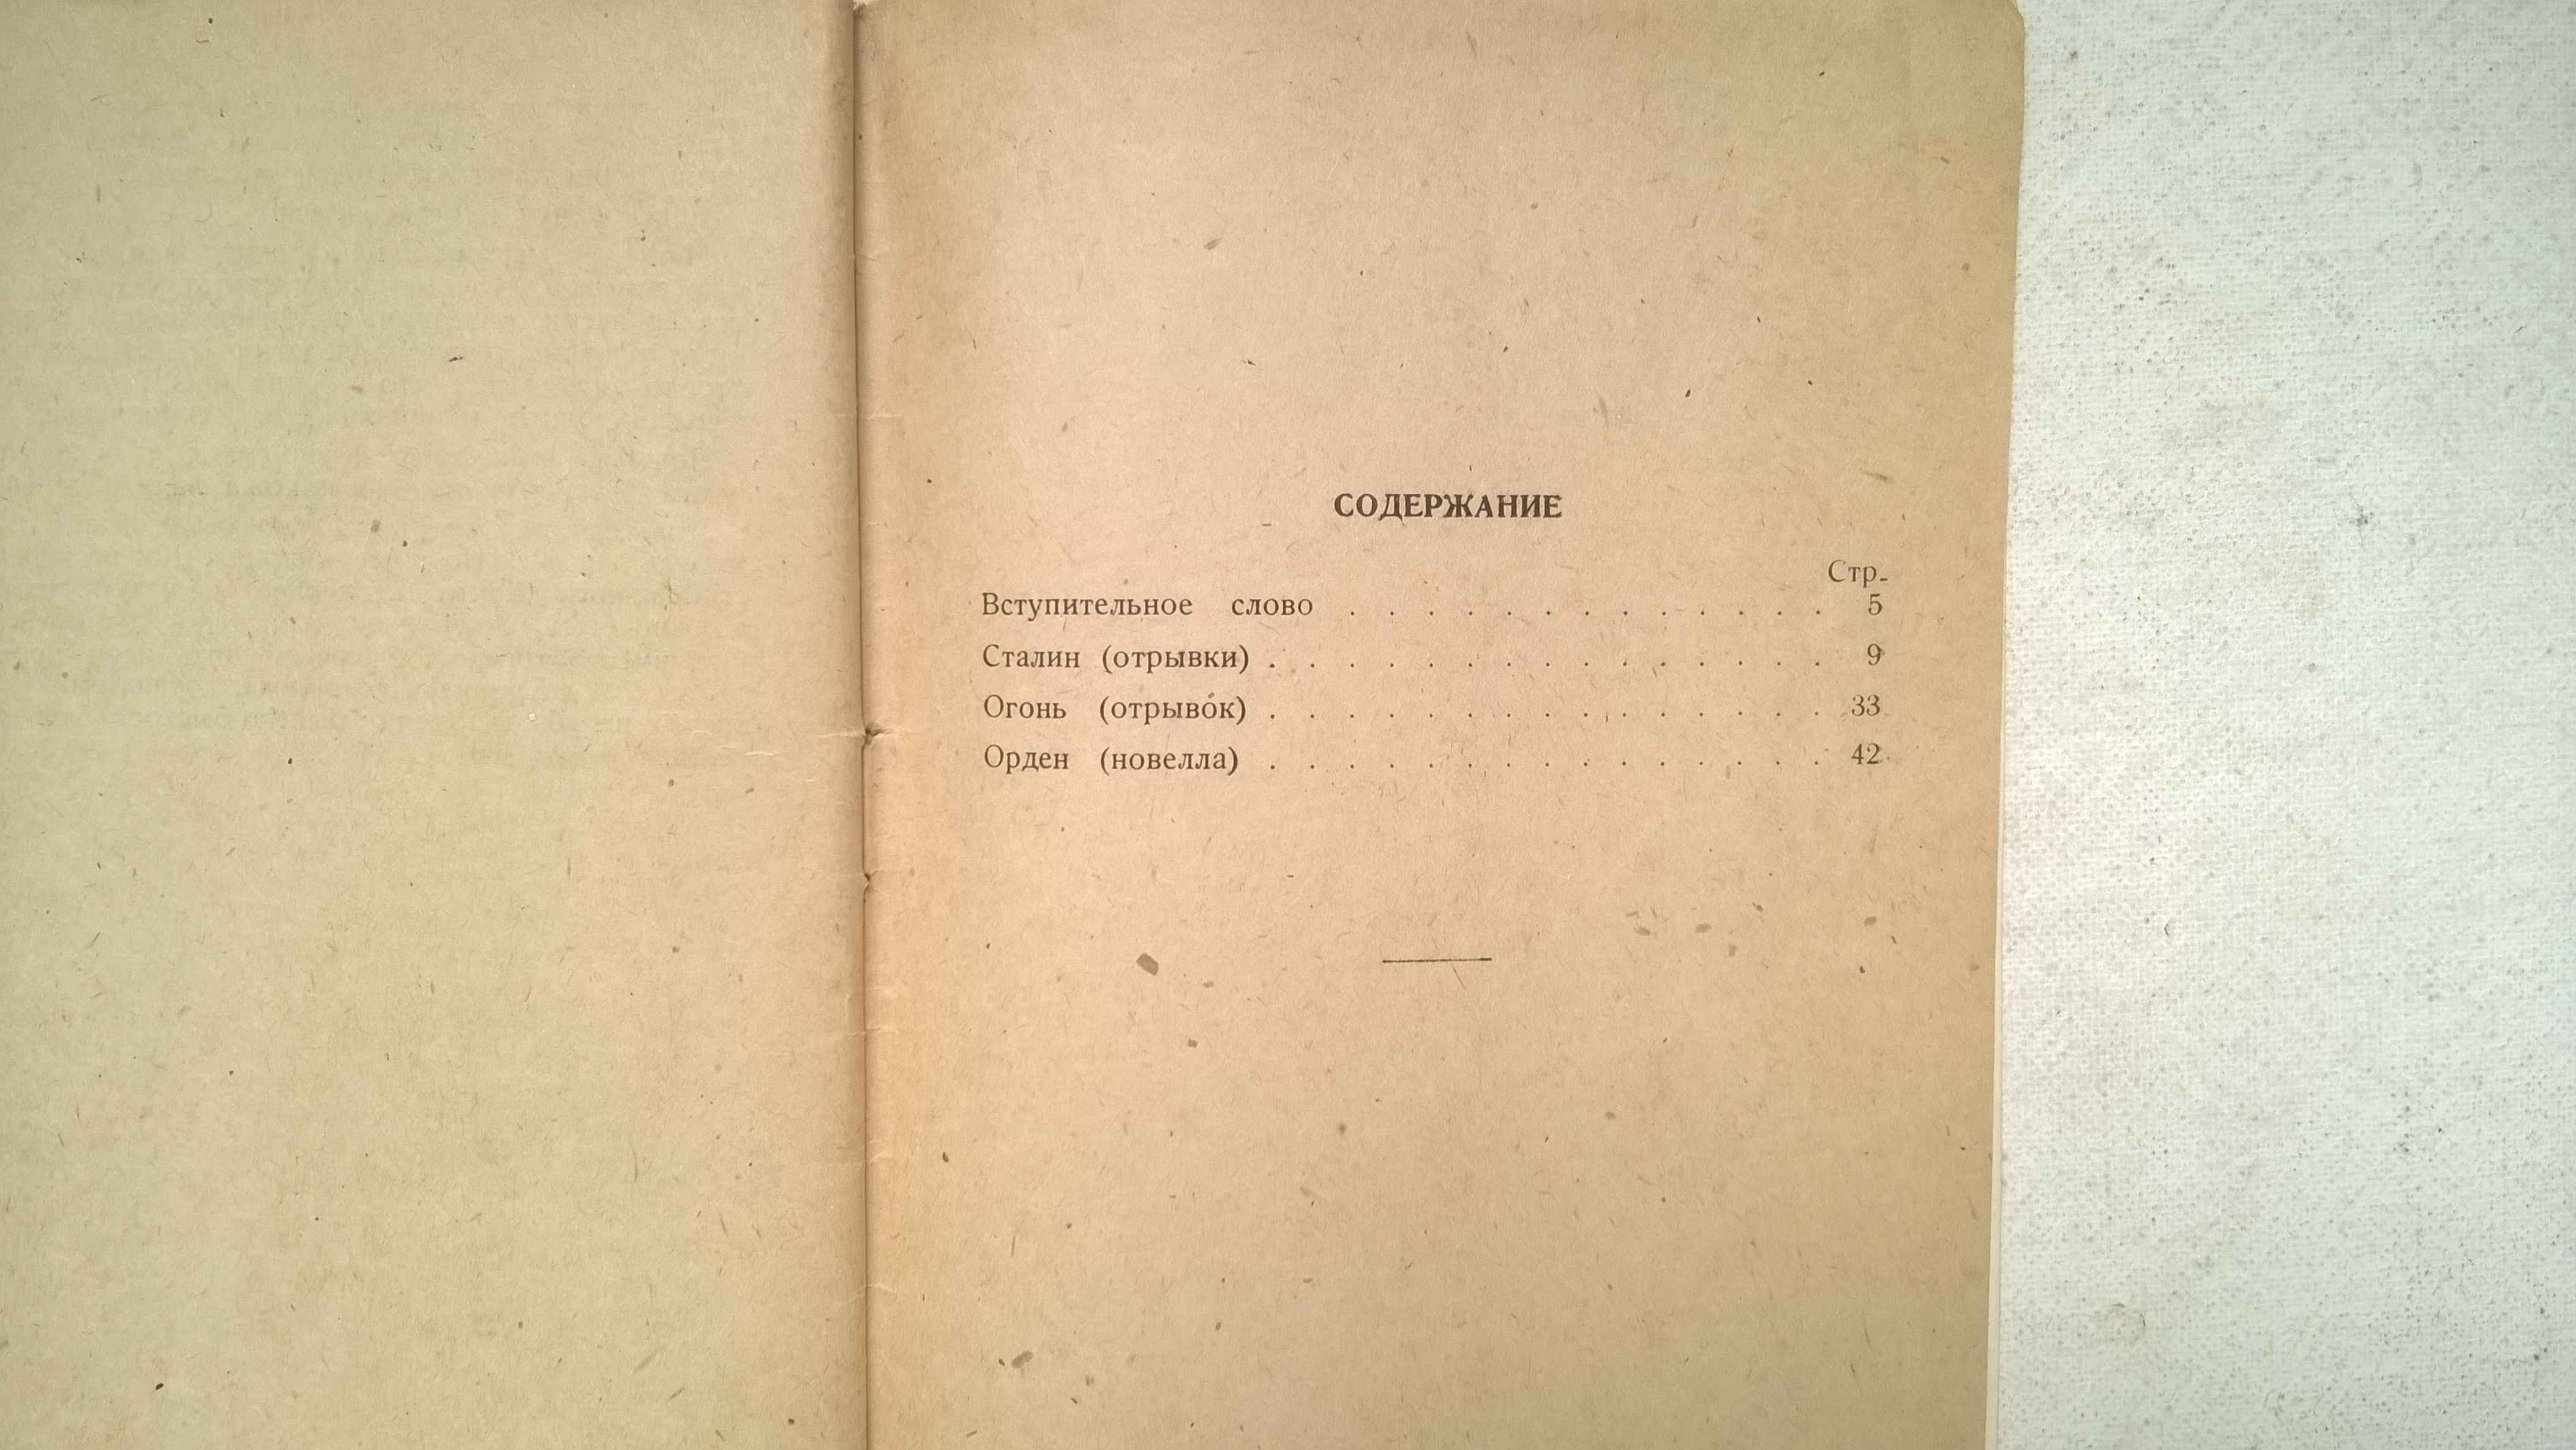 СОДЕРЖАНИЕ
Стр.
Вступительное слово . . . . . . . . . . . . . 5
Сталин (отрывки) . . . . . . . . . . . . . . . 9
Огонь (отрывок) . . . . . . . . . . . . . . . 33
Орден (новелла) . . . . . . . . . . . . . . . 42